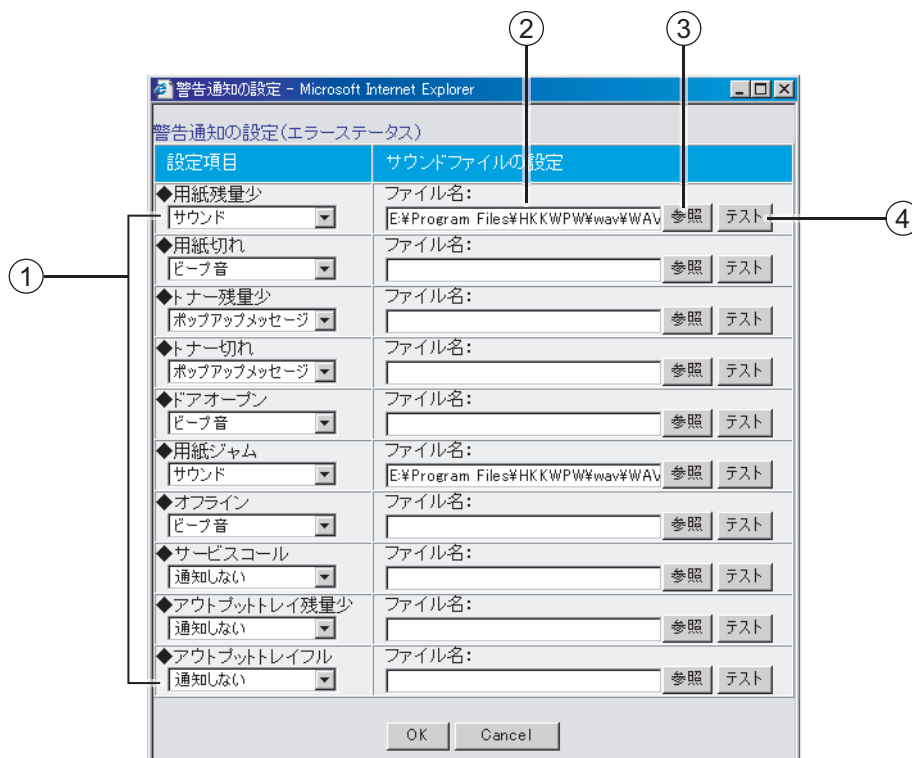 ② ③
警告通知の設定 - Microsoft Internet Explorer
警告通知の設定(エラーステータス)
設定項目 サウンドファイルの設定
◆用紙残量少 ファイル名:
サウンド E:¥Program Files¥HKKWPW¥wav¥WAV 参照 テスト ④
◆用紙切れ ファイル名:
① ビープ音 参照 テスト
◆トナー残量少 ファイル名:
ポップアップメッセージ 参照 テスト
◆トナー切れ ファイル名:
ポップアップメッセージ 参照 テスト
◆ドアオープン ファイル名:
ビープ音 参照 テスト
◆用紙ジャム ファイル名:
サウンド E:¥Program Files¥HKKWPW¥wav¥WAV 参照 テスト
◆オフライン ファイル名:
ビープ音 参照 テスト
◆サービスコール ファイル名:
通知しない 参照 テスト
◆アウトプットトレイ残量少 ファイル名:
通知しない 参照 テスト
◆アウトプットトレイフル ファイル名:
通知しない 参照 テスト
OK Cancel